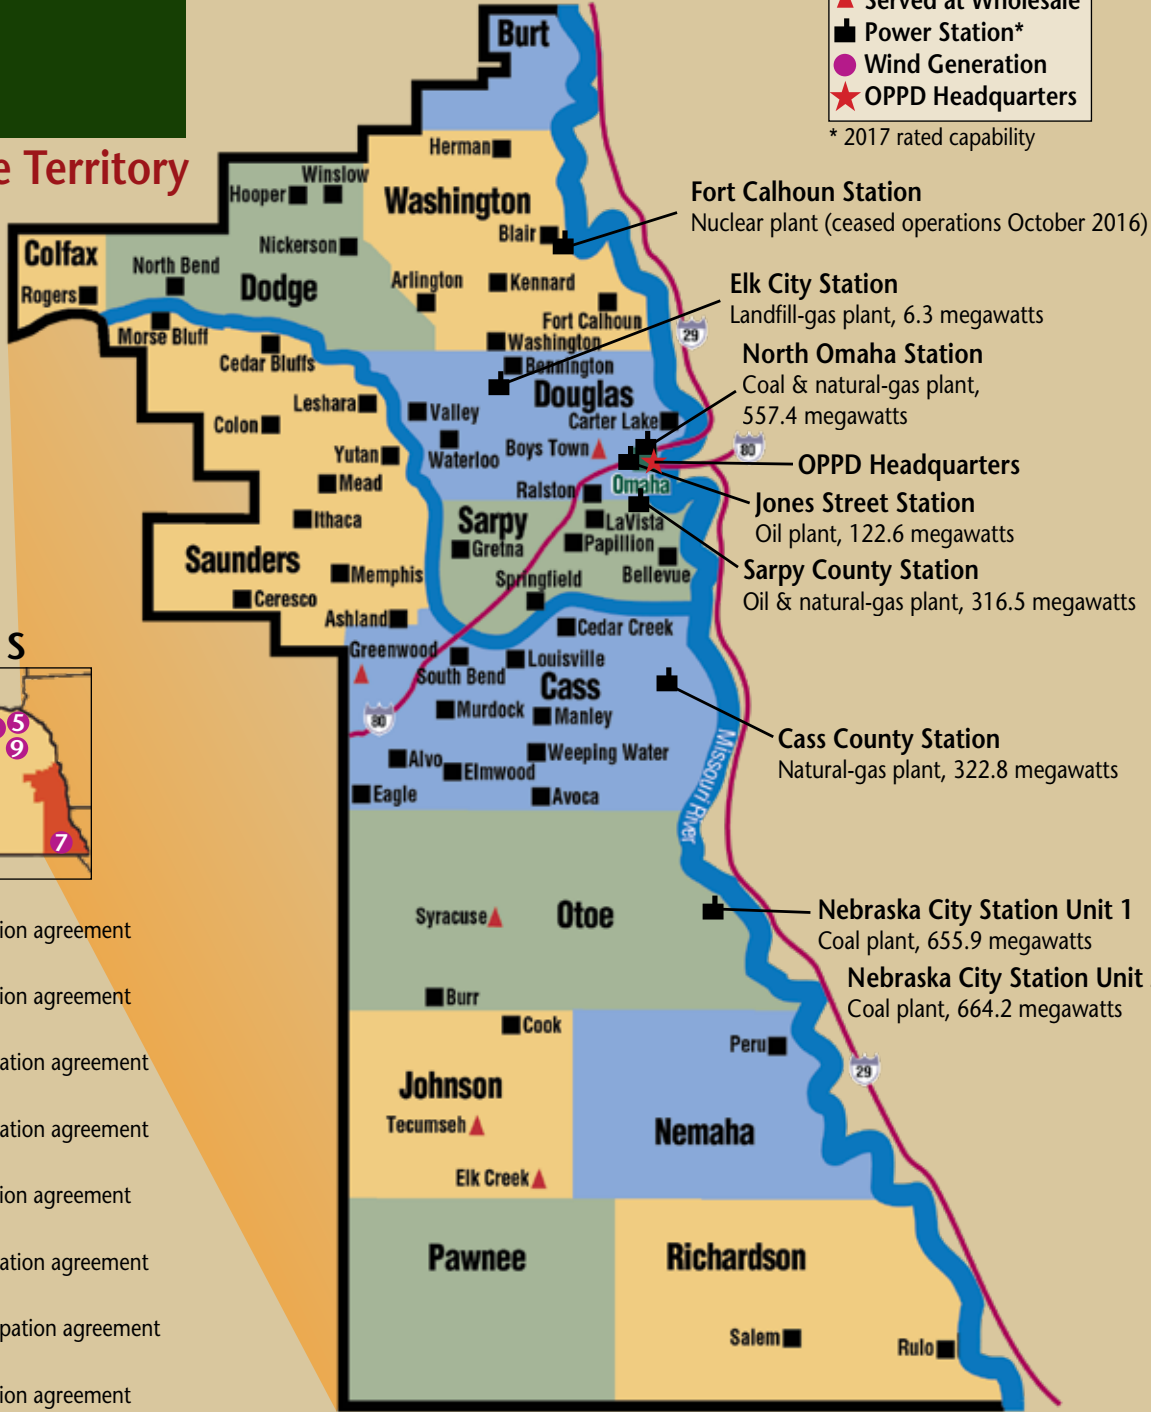 Served at Wholesale
Power Station*
Wind Generation
OPPD Headquarters
* 2017 rated capability
Territory
Burt
Herman
Washington
Winslow
Hooper
Blair
Nickerson
Colfax
Rogers
North Bend
Dodge
Arlington
Kennard
Fort Calhoun
Washington
Morse Bluff
Cedar Bluffs
Bennington
Douglas
Leshara
Valley
Carter Lake
Colon
Boys Town
Yutan
Waterloo
Mead
Ralston
Omaha
Ithaca
Sarpy
LaVista
Gretna
Papillion
Saunders
Memphis
Springfield
Bellevue
Ceresco
Ashland
Cedar Creek
Greenwood
Louisville
South Bend
Cass
Murdock
Manley
Alvo
Weeping Water
Elmwood
Eagle
Avoca
Missouri River
Syracuse
Otoe
Burr
Cook
Peru
Johnson
Tecumseh
Nemaha
Elk Creek
Pawnee
Richardson
Salem
Rulo
29
80
80
29
Fort Calhoun Station
Nuclear plant (ceased operations October 2016)
Elk City Station
Landfill-gas plant, 6.3 megawatts
North Omaha Station
Coal & natural-gas plant,
557.4 megawatts
OPPD Headquarters
Jones Street Station
Oil plant, 122.6 megawatts
Sarpy County Station
Oil & natural-gas plant, 316.5 megawatts
Cass County Station
Natural-gas plant, 322.8 megawatts
Nebraska City Station Unit 1
Coal plant, 655.9 megawatts
Nebraska City Station Unit
Coal plant, 664.2 megawatts
S
5
9
7
agreement
agreement
agreement
agreement
agreement
agreement
agreement
agreement